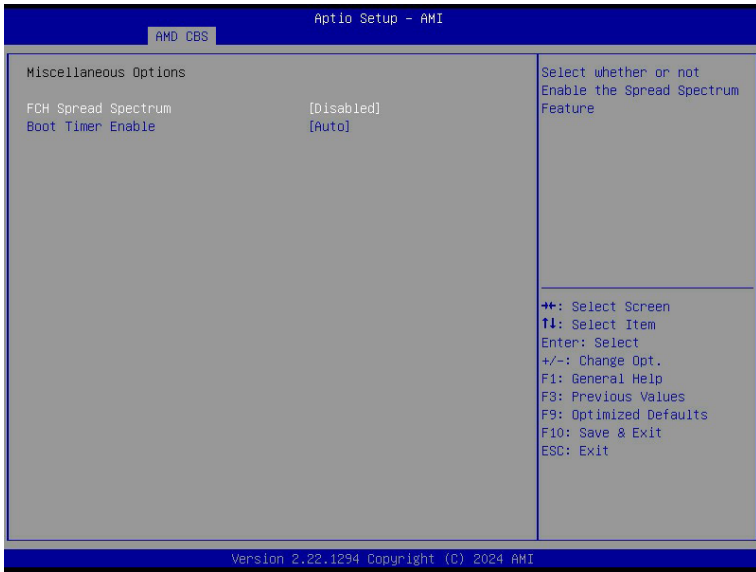 Aptio Setup - AMI
AMD CBS
Miscellaneous Options
FCH Spread Spectrum [Disabled]
Boot Timer Enable [Auto]
Select whether or not
Enable the Spread Spectrum
Feature
→←: Select Screen
↑↓: Select Item
Enter: Select
+/-: Change Opt.
F1: General Help
F3: Previous Values
F9: Optimized Defaults
F10: Save & Exit
ESC: Exit
Version 2.22.1294 Copyright (C) 2024 AMI